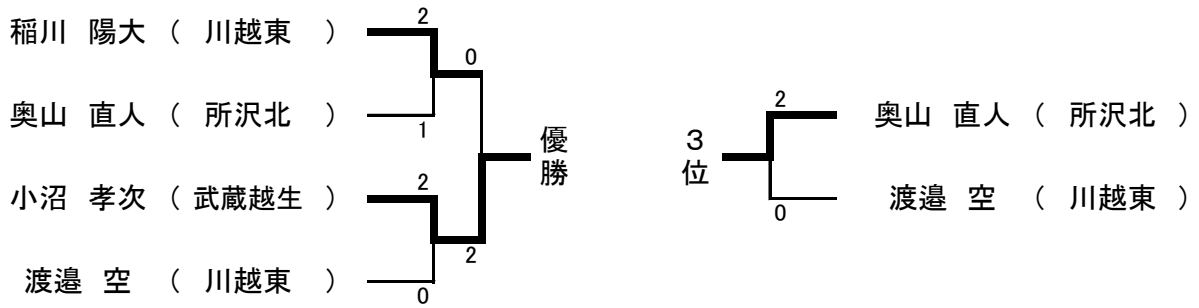 2
稲川 陽大 ( 川越東 )
0
奥山 直人 ( 所沢北 )
1
優勝
2
小沼 孝次 ( 武蔵越生 )
2
渡邉 空 ( 川越東 )
0
2
奥山 直人 ( 所沢北 )
3位
渡邉 空 ( 川越東 )
0